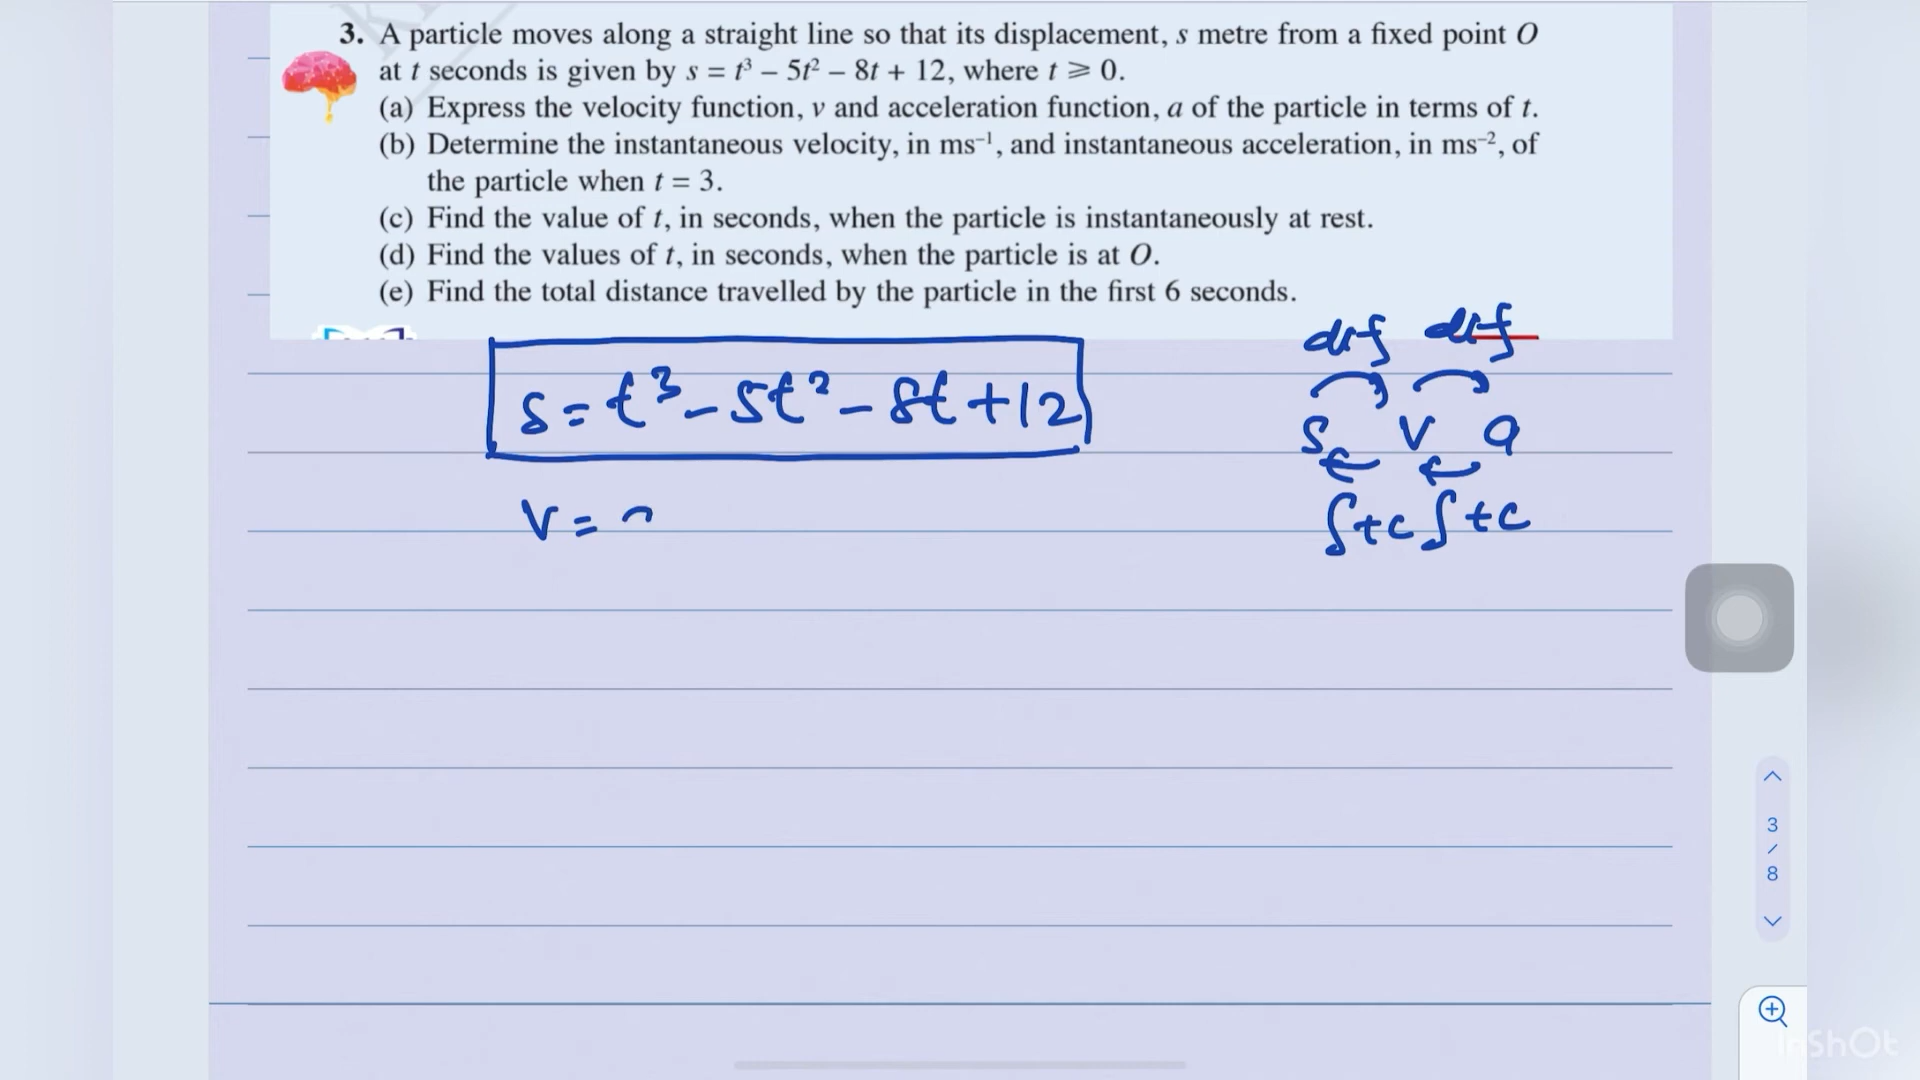 3. A particle moves along a straight line so that its displacement, s metre from a fixed point O
at t seconds is given by s = t³ – 5t² – 8t + 12, where t ⩾ 0.
(a) Express the velocity function, v and acceleration function, a of the particle in terms of t.
(b) Determine the instantaneous velocity, in ms⁻¹, and instantaneous acceleration, in ms⁻², of
the particle when t = 3.
(c) Find the value of t, in seconds, when the particle is instantaneously at rest.
(d) Find the values of t, in seconds, when the particle is at O.
(e) Find the total distance travelled by the particle in the first 6 seconds.
dif dif
s = t³ – 5t² – 8t + 12
s v a
v =
∫+c ∫+c
3
/
8
InShOt